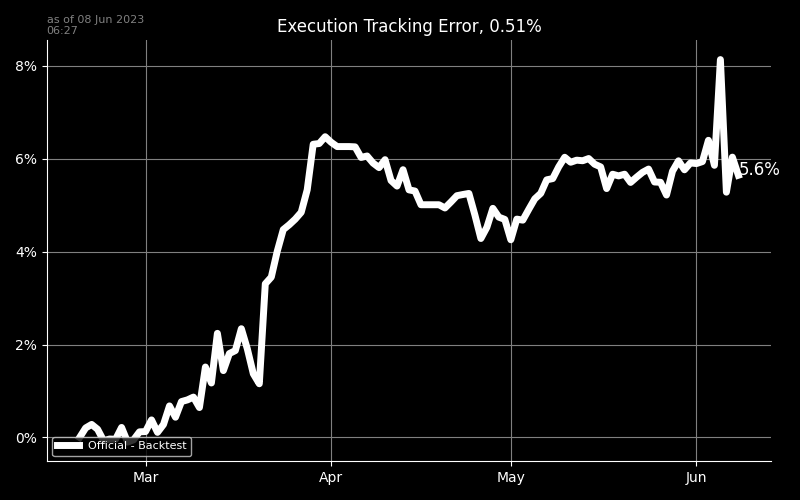 as of 08 Jun 2023
06:27
Execution Tracking Error, 0.51%
8%
6%
5.6%
4%
2%
0%
Official - Backtest
Mar
Apr
May
Jun